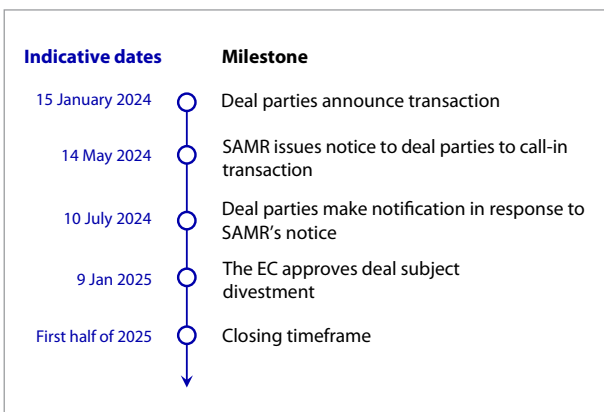 Indicative dates Milestone
15 January 2024 Deal parties announce transaction
14 May 2024 SAMR issues notice to deal parties to call-in
transaction
10 July 2024 Deal parties make notification in response to
SAMR's notice
9 Jan 2025 The EC approves deal subject
divestment
First half of 2025 Closing timeframe